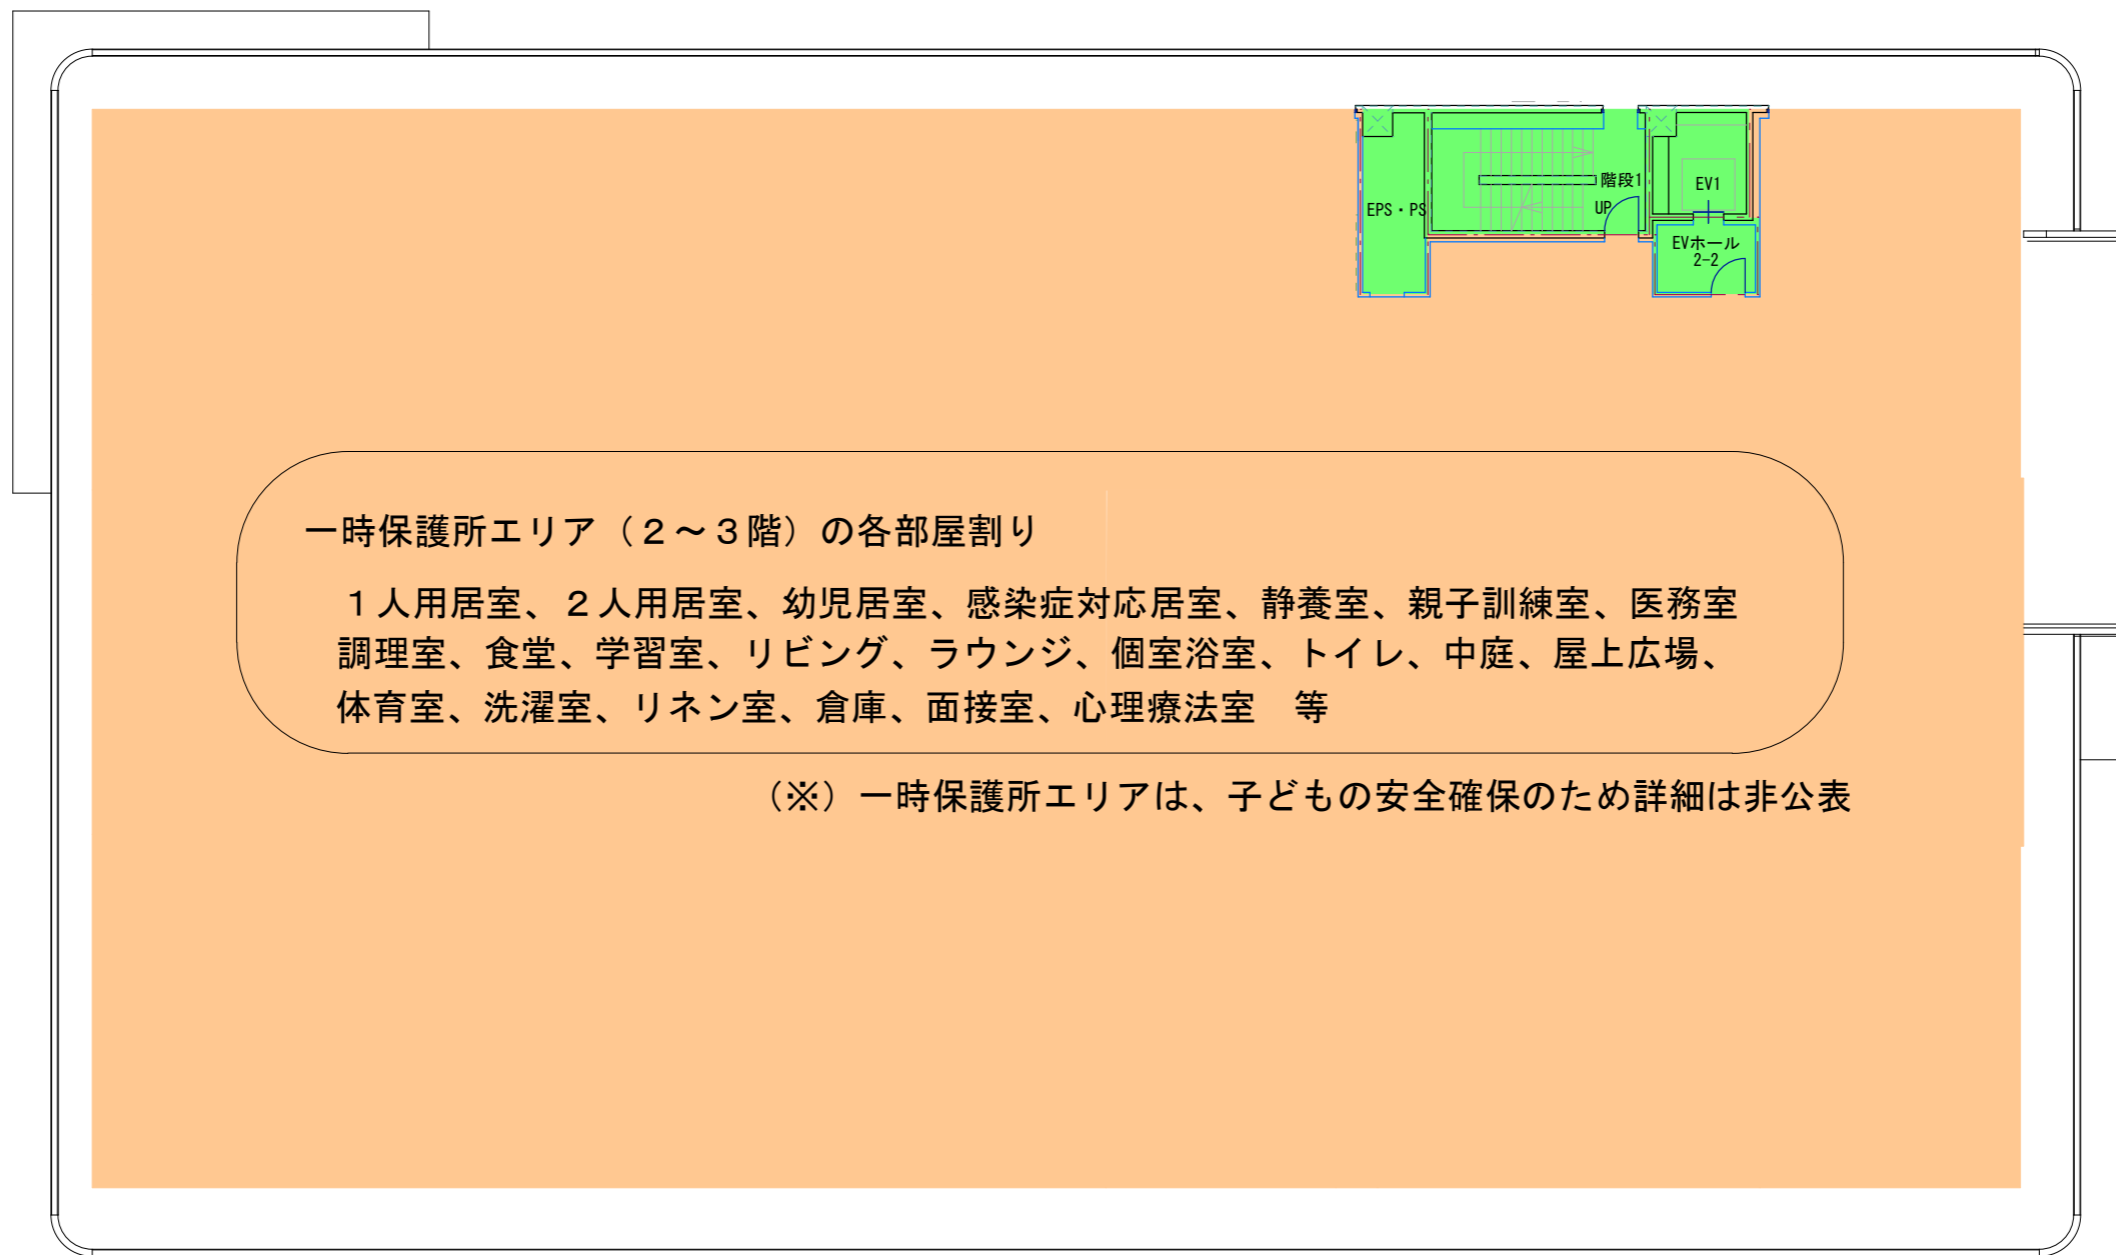 階段1
EV1
EPS・PS
UP
EVホール
2-2
一時保護所エリア（２～３階）の各部屋割り
１人用居室、２人用居室、幼児居室、感染症対応居室、静養室、親子訓練室、医務室
調理室、食堂、学習室、リビング、ラウンジ、個室浴室、トイレ、中庭、屋上広場、
体育室、洗濯室、リネン室、倉庫、面接室、心理療法室　等
（※）一時保護所エリアは、子どもの安全確保のため詳細は非公表